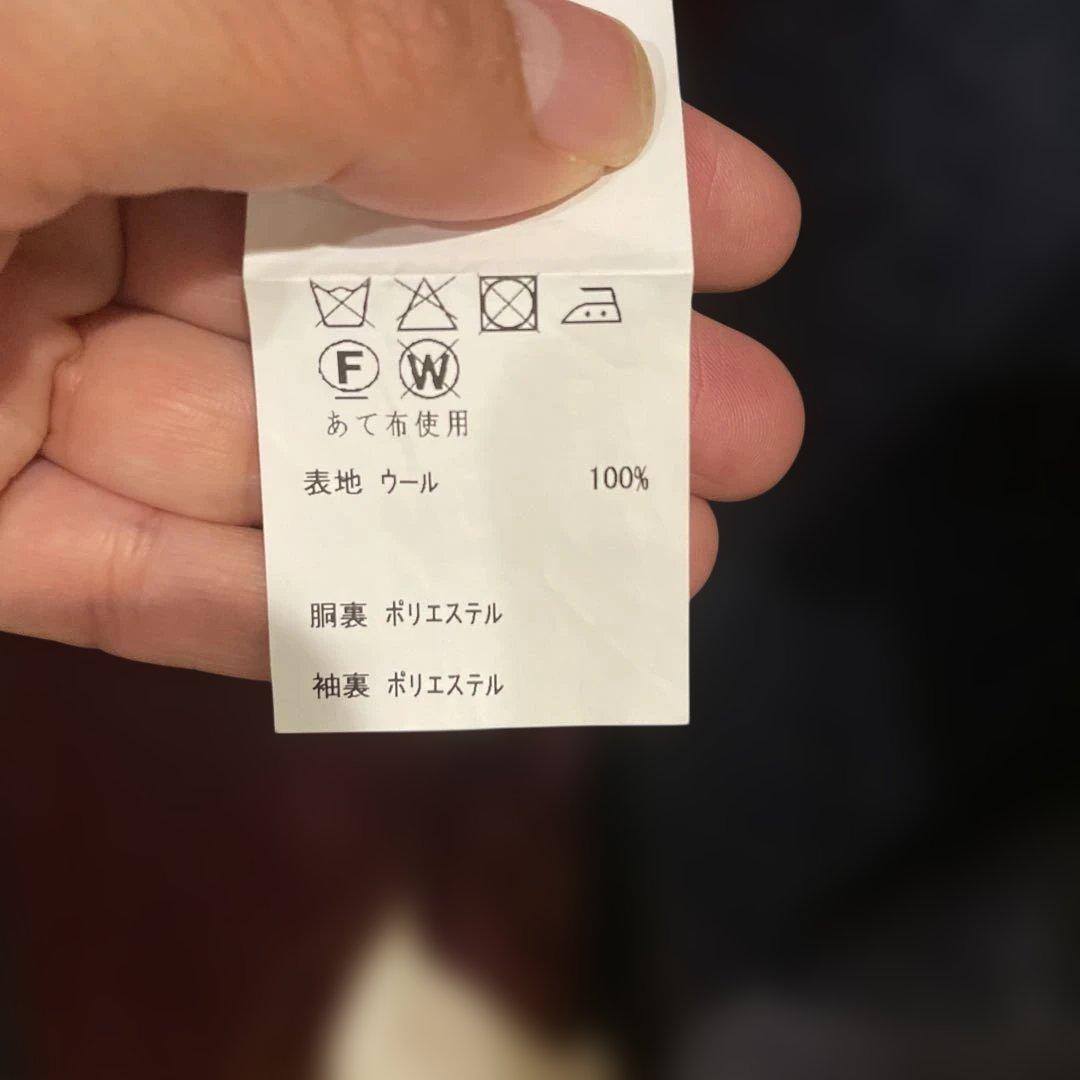 F W
あて布使用
表地 ウール 100%
胴裏 ポリエステル
袖裏 ポリエステル